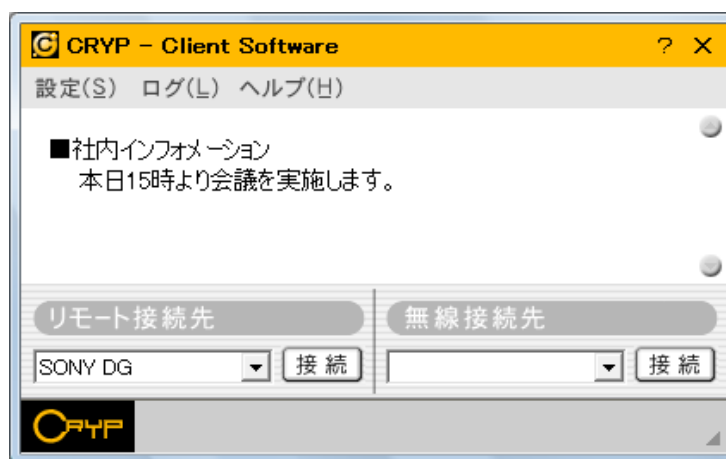 CRYP - Client Software ? ×
設定(S) ログ(L) ヘルプ(H)
■社内インフォメーション
本日15時より会議を実施します。
リモート接続先 無線接続先
SONY DG 接続 接続
CRYP